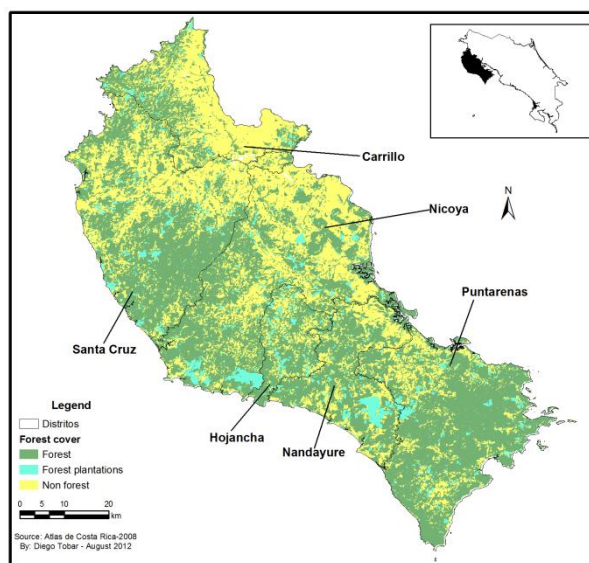 Carrillo
Nicoya
N
Puntarenas
Santa Cruz
Hojancha
Nandayure
Legend
Distritos
Forest cover
Forest
Forest plantations
Non forest
0 5 10 20
km
Source: Atlas de Costa Rica-2008
By: Diego Tobar - August 2012